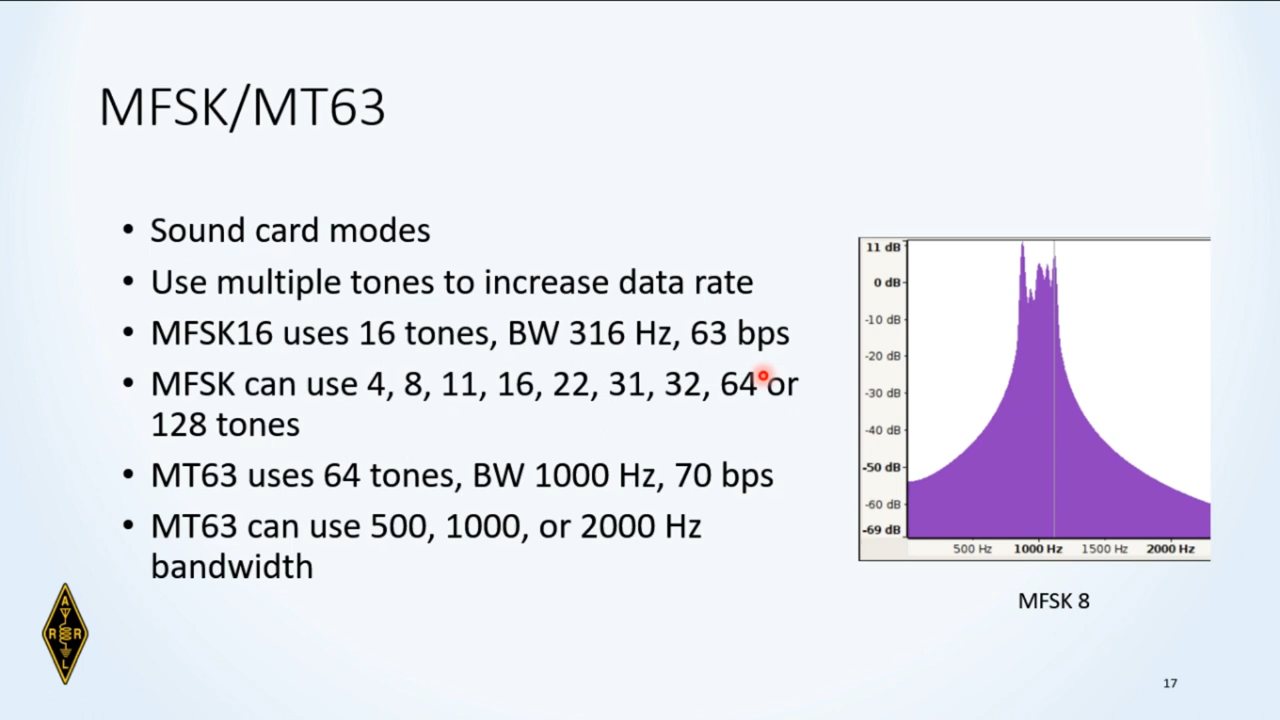 MFSK/MT63
• Sound card modes
• Use multiple tones to increase data rate
• MFSK16 uses 16 tones, BW 316 Hz, 63 bps
• MFSK can use 4, 8, 11, 16, 22, 31, 32, 64 or
128 tones
• MT63 uses 64 tones, BW 1000 Hz, 70 bps
• MT63 can use 500, 1000, or 2000 Hz
bandwidth
11 dB
0 dB
-10 dB
-20 dB
-30 dB
-40 dB
-50 dB
-60 dB
-69 dB
500 Hz 1000 Hz 1500 Hz 2000 Hz
MFSK 8
A
R R
L
17